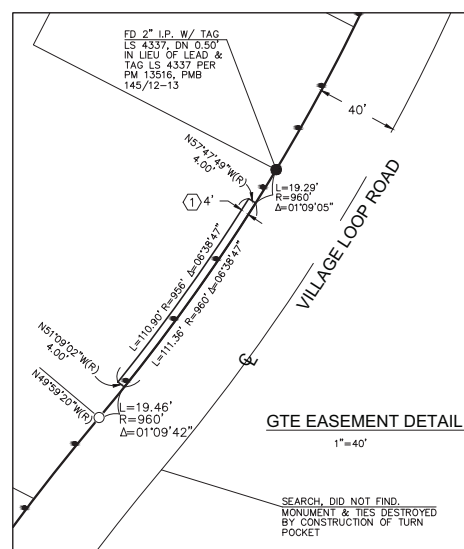 FD 2" I.P. W/ TAG
LS 4337, DN 0.50'
IN LIEU OF LEAD &
TAG LS 4337 PER
PM 13516, PMB
145/12-13
40'
N57°47'49"W(R)
4.00'
1 4'
L=19.29'
R=960'
Δ=01°09'05"
VILLAGE LOOP ROAD
L=110.90' R=956' Δ=06°38'47"
L=111.36' R=960' Δ=06°38'47"
N51°09'02"W(R)
4.00'
N49°59'20"W(R)
L=19.46'
R=960'
Δ=01°09'42"
CL
GTE EASEMENT DETAIL
1"=40'
SEARCH, DID NOT FIND.
MONUMENT & TIES DESTROYED
BY CONSTRUCTION OF TURN
POCKET